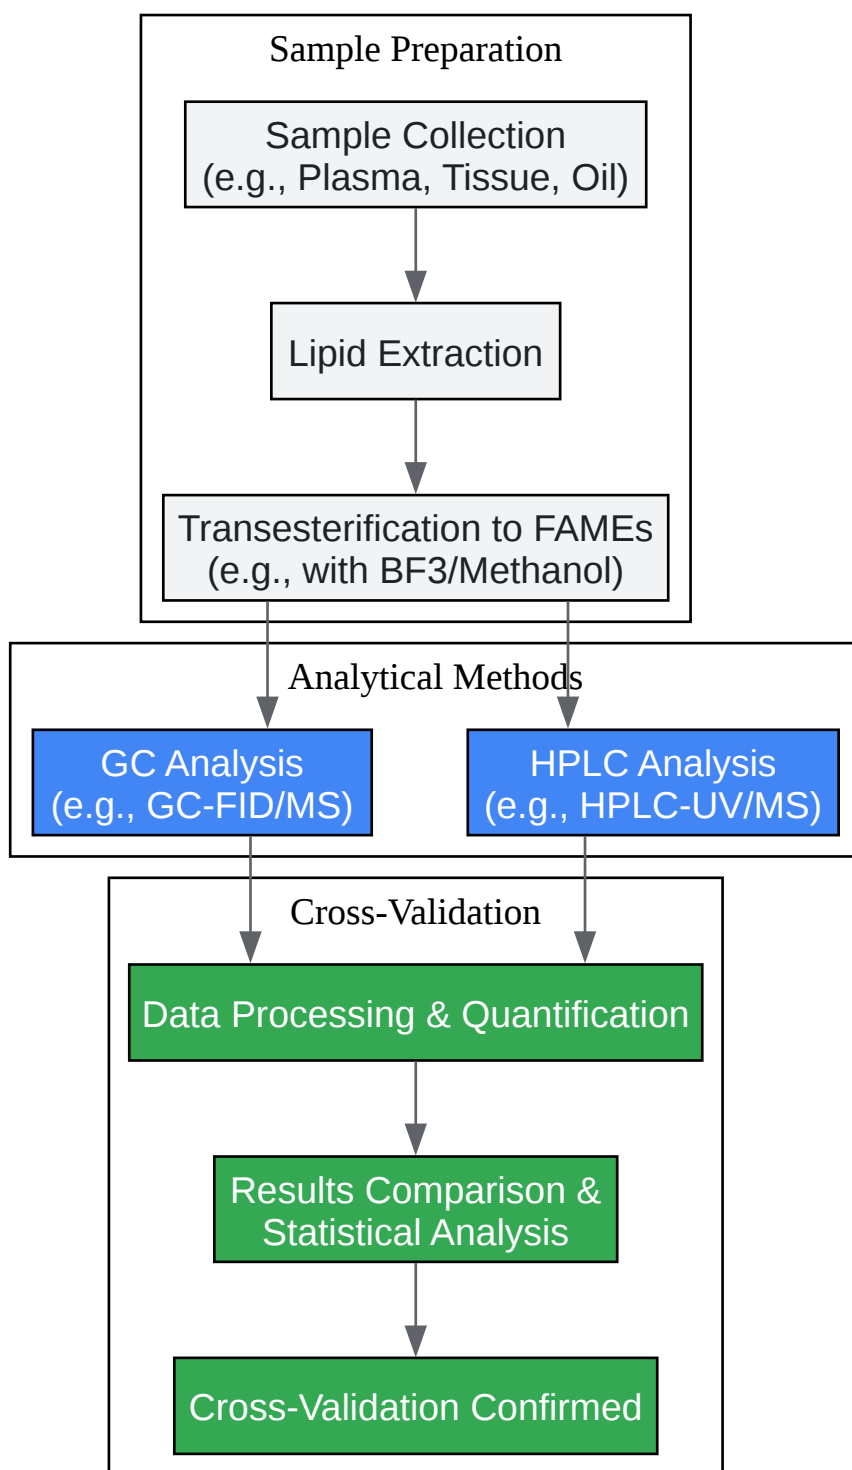 Sample Preparation
Sample Collection
(e.g., Plasma, Tissue, Oil)
Lipid Extraction
Transesterification to FAMEs
(e.g., with BF3/Methanol)
Analytical Methods
GC Analysis
(e.g., GC-FID/MS)
HPLC Analysis
(e.g., HPLC-UV/MS)
Cross-Validation
Data Processing & Quantification
Results Comparison &
Statistical Analysis
Cross-Validation Confirmed